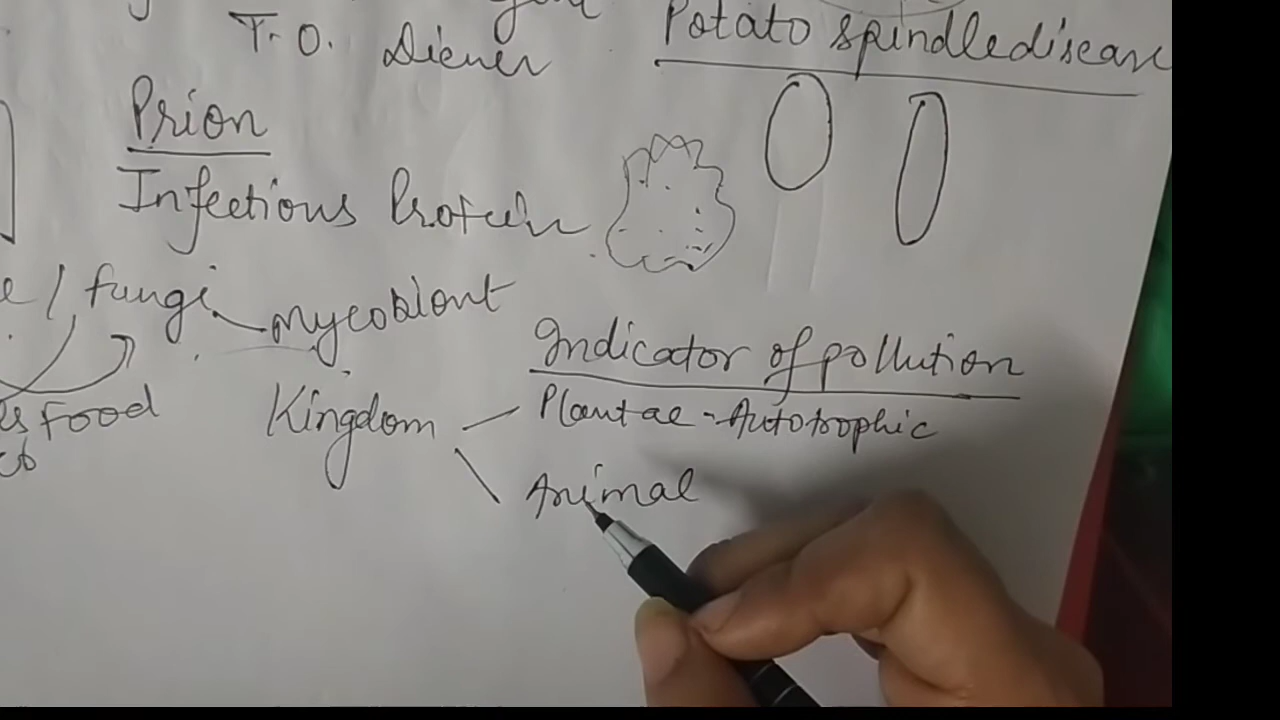 T. O. Diener
Potato spindle disease
Prion
Infectious Protein
/ fungi - mycobiont
Indicator of pollution
Food
Kingdom - Plantae - Autotrophic
Animal